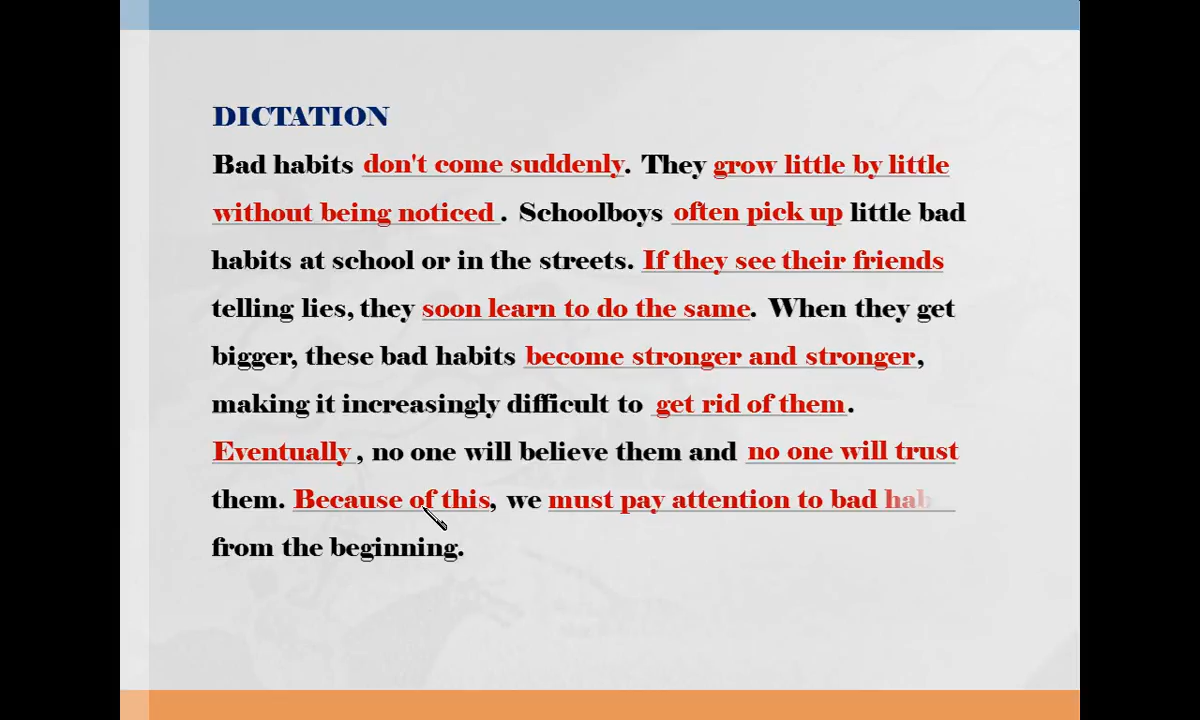 DICTATION
Bad habits don't come suddenly. They grow little by little
without being noticed. Schoolboys often pick up little bad
habits at school or in the streets. If they see their friends
telling lies, they soon learn to do the same. When they get
bigger, these bad habits become stronger and stronger,
making it increasingly difficult to get rid of them.
Eventually, no one will believe them and no one will trust
them. Because of this, we must pay attention to bad
from the beginning.